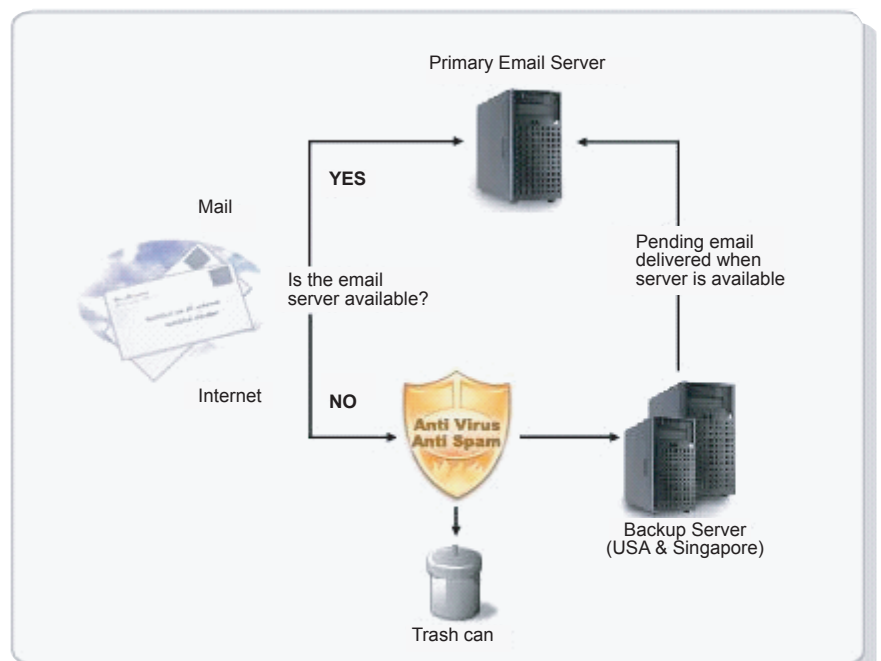 Primary Email Server
YES
Mail
Pending email
delivered when
server is available
Is the email
server available?
Internet
NO
Anti Virus
Anti Spam
Backup Server
(USA & Singapore)
Trash can